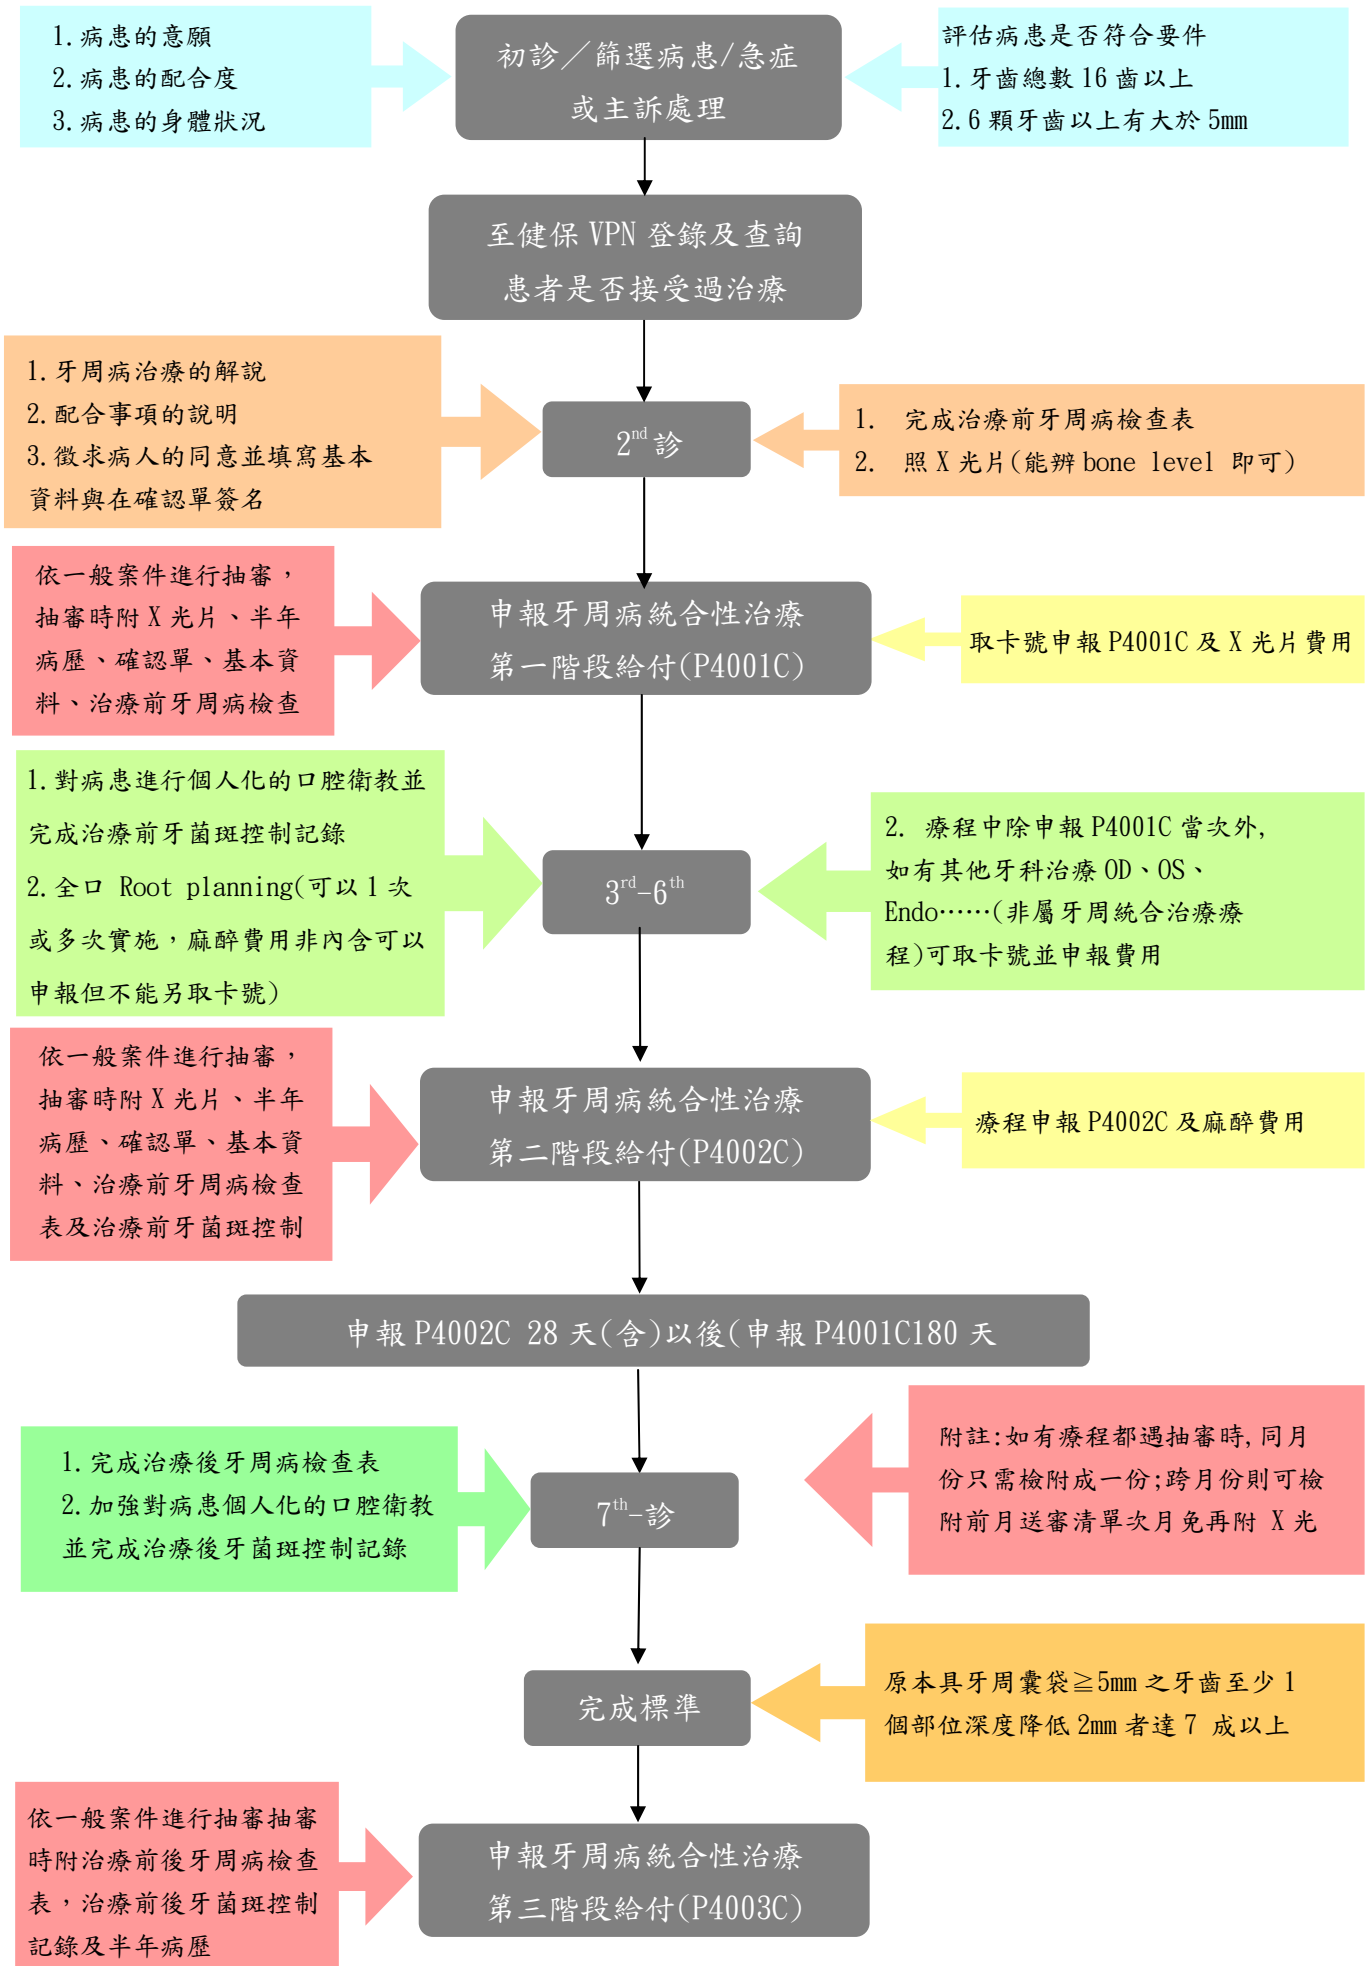 1.病患的意願
2.病患的配合度
3.病患的身體狀況
初診／篩選病患/急症
或主訴處理
評估病患是否符合要件
1.牙齒總數 16 齒以上
2.6 顆牙齒以上有大於 5mm
至健保 VPN 登錄及查詢
患者是否接受過治療
1.牙周病治療的解說
2.配合事項的說明
3.徵求病人的同意並填寫基本
資料與在確認單簽名
2nd 診
1. 完成治療前牙周病檢查表
2. 照 X 光片(能辨 bone level 即可)
依一般案件進行抽審，
抽審時附 X 光片、半年
病歷、確認單、基本資
料、治療前牙周病檢查
申報牙周病統合性治療
第一階段給付(P4001C)
取卡號申報 P4001C 及 X 光片費用
1.對病患進行個人化的口腔衛教並
完成治療前牙菌斑控制記錄
2.全口 Root planning(可以 1 次
或多次實施，麻醉費用非內含可以
申報但不能另取卡號)
3rd-6th
2. 療程中除申報 P4001C 當次外,
如有其他牙科治療 OD、OS、
Endo……(非屬牙周統合治療療
程)可取卡號並申報費用
依一般案件進行抽審，
抽審時附 X 光片、半年
病歷、確認單、基本資
料、治療前牙周病檢查
表及治療前牙菌斑控制
申報牙周病統合性治療
第二階段給付(P4002C)
療程申報 P4002C 及麻醉費用
申報 P4002C 28 天(含)以後(申報 P4001C180 天
1.完成治療後牙周病檢查表
2.加強對病患個人化的口腔衛教
並完成治療後牙菌斑控制記錄
7th-診
附註:如有療程都遇抽審時,同月
份只需檢附成一份;跨月份則可檢
附前月送審清單次月免再附 X 光
完成標準
原本具牙周囊袋≧5mm 之牙齒至少 1
個部位深度降低 2mm 者達 7 成以上
依一般案件進行抽審抽審
時附治療前後牙周病檢查
表，治療前後牙菌斑控制
記錄及半年病歷
申報牙周病統合性治療
第三階段給付(P4003C)